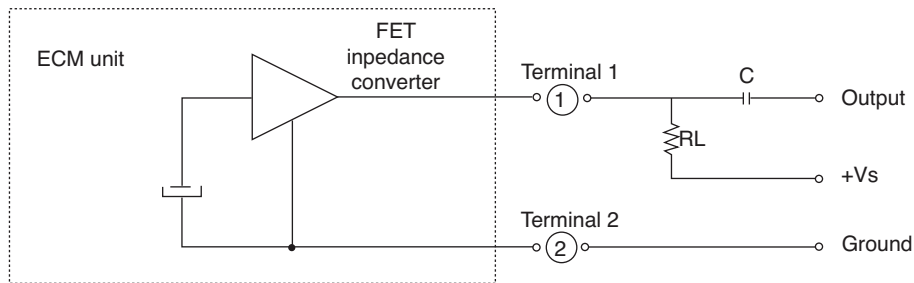 ECM unit
FET
inpedance
converter
Terminal 1
1
C
Output
RL
+Vs
Terminal 2
2
Ground